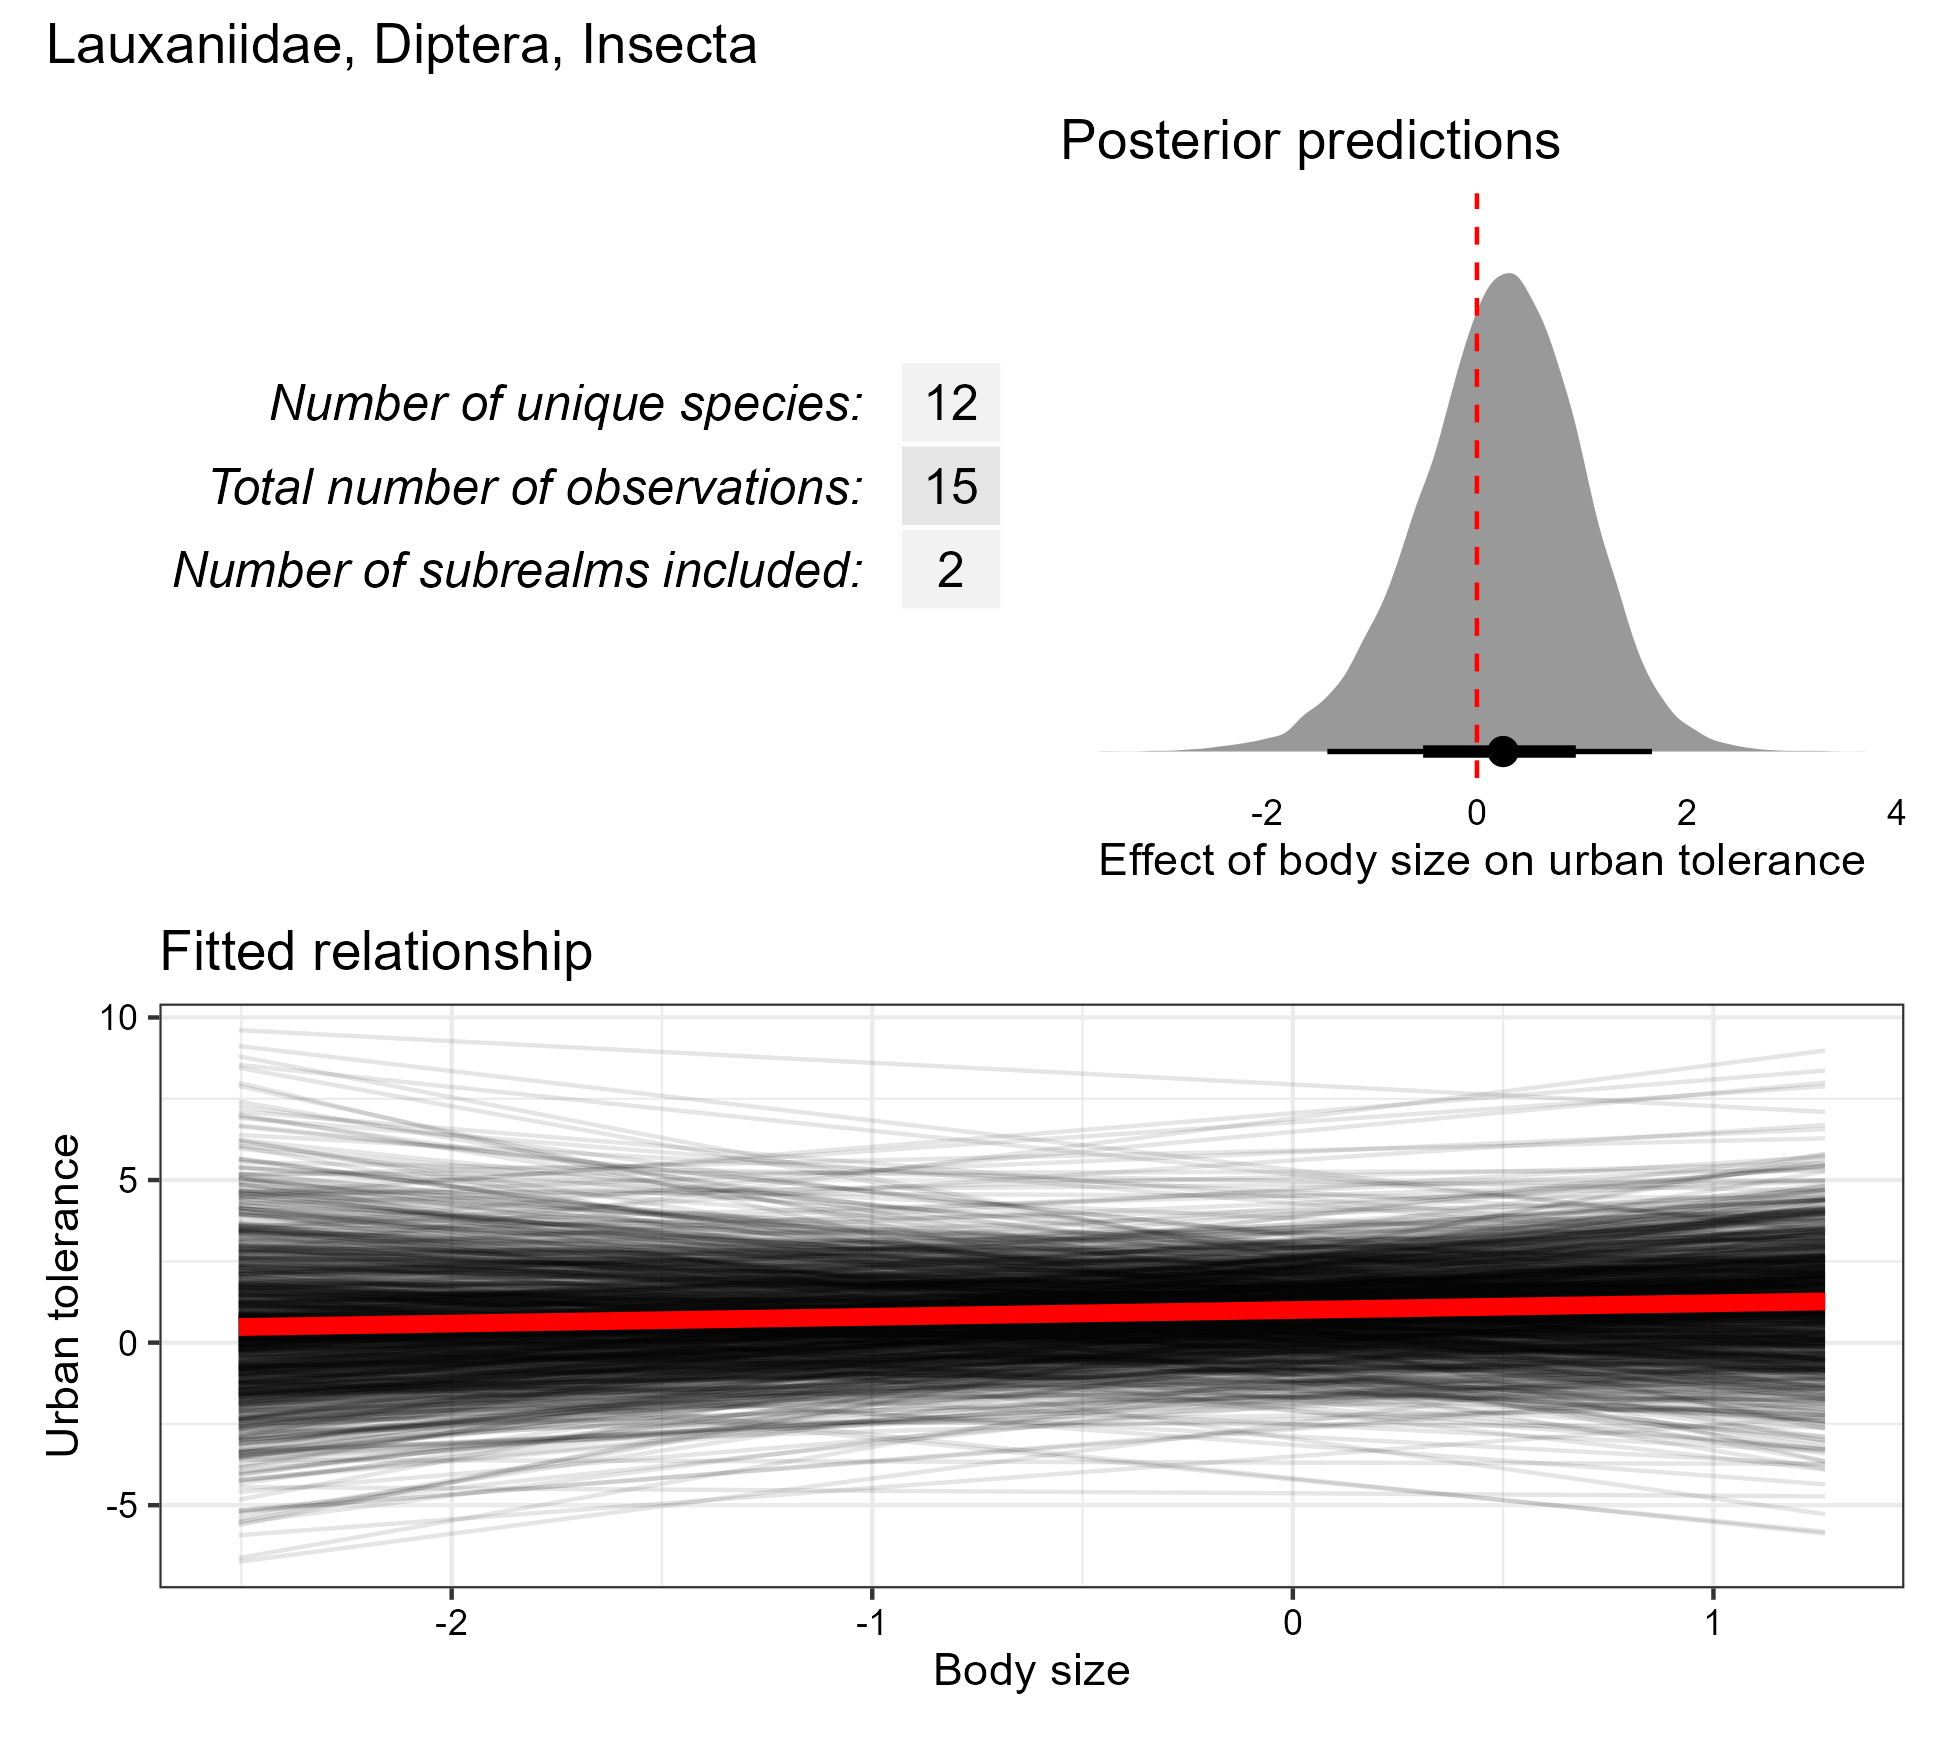 Lauxaniidae, Diptera, Insecta
Posterior predictions
Number of unique species: 12
Total number of observations: 15
Number of subrealms included: 2
-2 0 2 4
Effect of body size on urban tolerance
Fitted relationship
10
5
0
-5
Urban tolerance
-2 -1 0 1
Body size